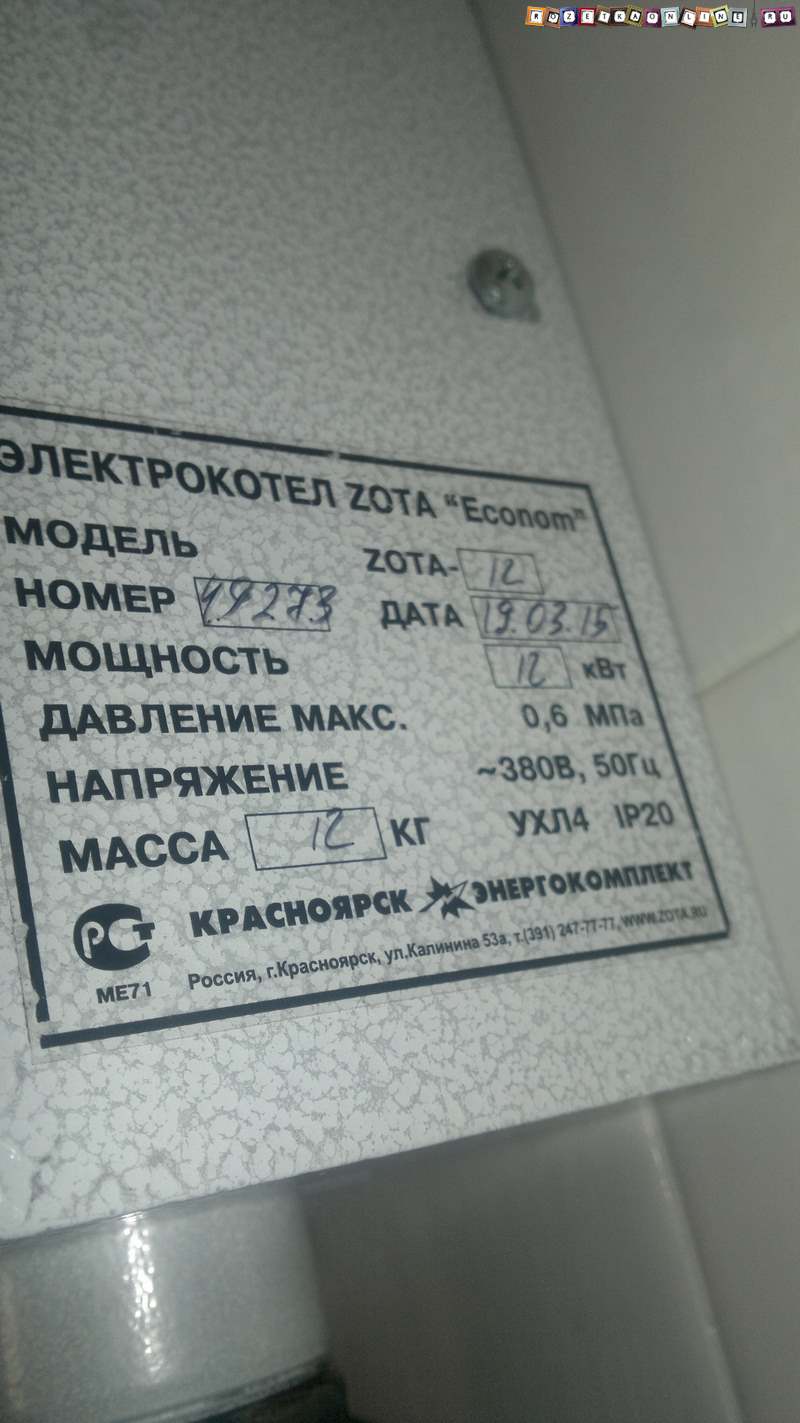 ROZETKAONLINE.RU
ЭЛЕКТРОКОТЕЛ ZOTA “Econom”
МОДЕЛЬ ZOTA- 12
НОМЕР 49273 ДАТА 19.03.15
МОЩНОСТЬ 12 кВт
ДАВЛЕНИЕ МАКС. 0,6 МПа
НАПРЯЖЕНИЕ ~380В, 50Гц
МАССА 12 КГ УХЛ4 IP20
РСТ КРАСНОЯРСК ЭНЕРГОКОМПЛЕКТ
МЕ71 Россия, г.Красноярск, ул.Калинина 53а, т.(391) 247-77-77, WWW.ZOTA.RU